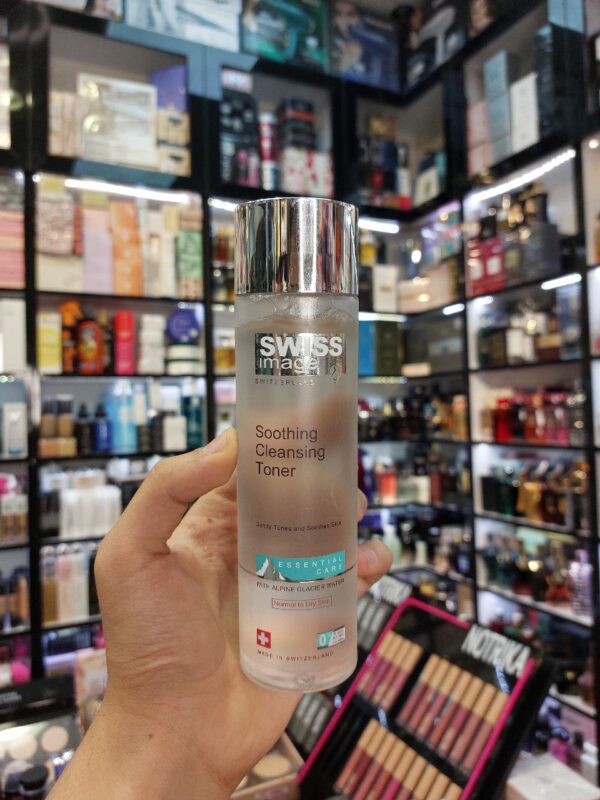 SWISS
image
SWITZERLAND
Soothing
Cleansing
Toner
Gently Tones and Soothes Skin
ESSENTIAL
CARE
WITH ALPINE GLACIER WATER
Normal to Dry Skin
MADE IN SWITZERLAND